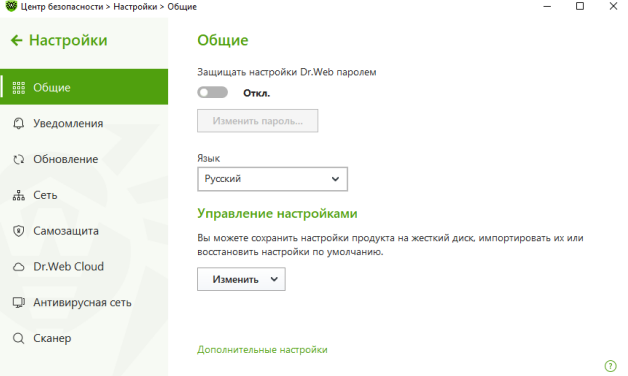 Центр безопасности > Настройки > Общие
Настройки
Общие
Уведомления
Обновление
Сеть
Самозащита
Dr.Web Cloud
Антивирусная сеть
Сканер
Общие
Защищать настройки Dr.Web паролем
Откл.
Изменить пароль...
Язык
Русский
Управление настройками
Вы можете сохранить настройки продукта на жесткий диск, импортировать их или
восстановить настройки по умолчанию.
Изменить
Дополнительные настройки
?